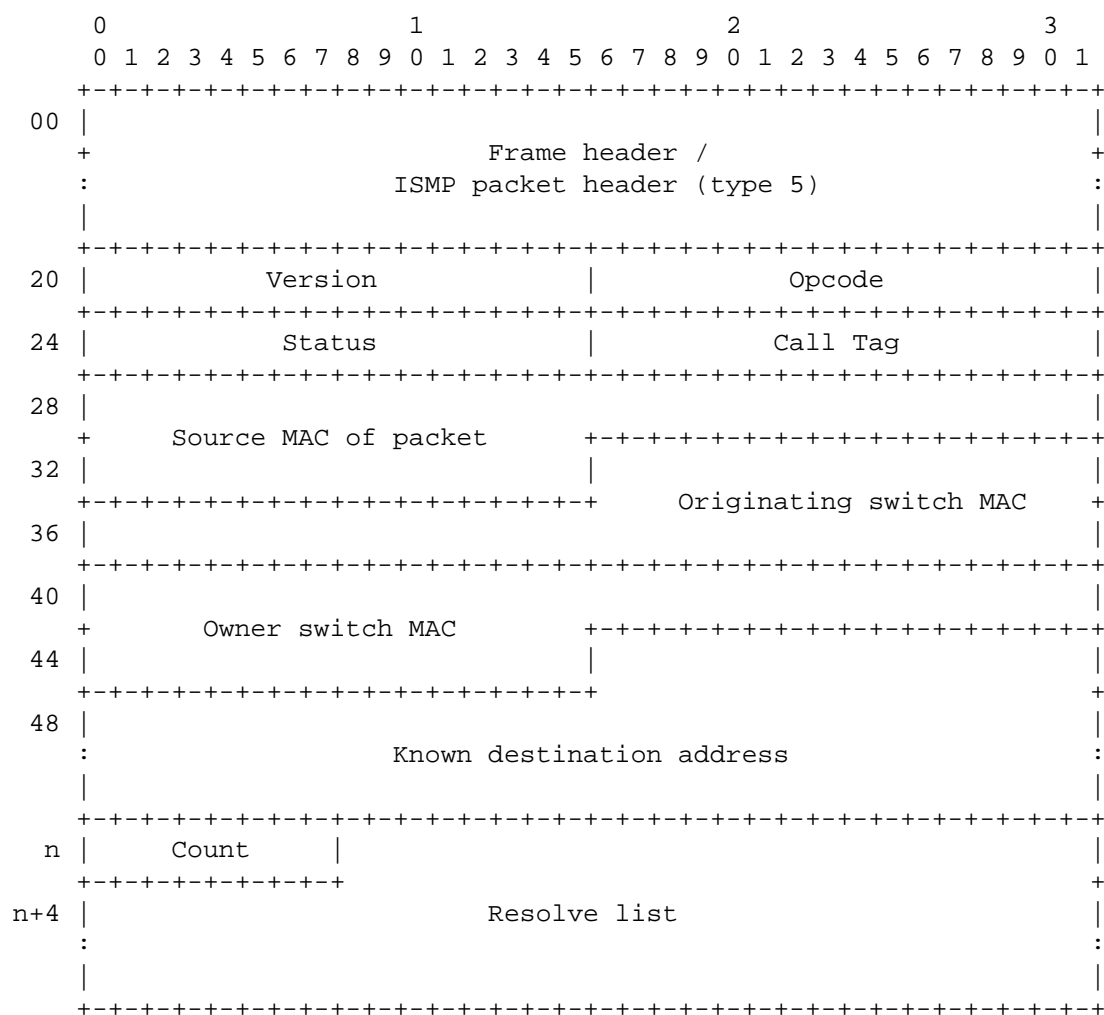 0                   1                   2                   3
 0 1 2 3 4 5 6 7 8 9 0 1 2 3 4 5 6 7 8 9 0 1 2 3 4 5 6 7 8 9 0 1
    +-+-+-+-+-+-+-+-+-+-+-+-+-+-+-+-+-+-+-+-+-+-+-+-+-+-+-+-+-+-+-+-+
 00 |                                                               |
    +                         Frame header /                        +
    :                   ISMP packet header (type 5)                 :
    |                                                               |
    +-+-+-+-+-+-+-+-+-+-+-+-+-+-+-+-+-+-+-+-+-+-+-+-+-+-+-+-+-+-+-+-+
 20 |           Version             |            Opcode             |
    +-+-+-+-+-+-+-+-+-+-+-+-+-+-+-+-+-+-+-+-+-+-+-+-+-+-+-+-+-+-+-+-+
 24 |            Status             |           Call Tag            |
    +-+-+-+-+-+-+-+-+-+-+-+-+-+-+-+-+-+-+-+-+-+-+-+-+-+-+-+-+-+-+-+-+
 28 |                                                               |
    +     Source MAC of packet      +-+-+-+-+-+-+-+-+-+-+-+-+-+-+-+-+
 32 |                               |                               |
    +-+-+-+-+-+-+-+-+-+-+-+-+-+-+-+-+     Originating switch MAC    +
 36 |                                                               |
    +-+-+-+-+-+-+-+-+-+-+-+-+-+-+-+-+-+-+-+-+-+-+-+-+-+-+-+-+-+-+-+-+
 40 |                                                               |
    +       Owner switch MAC        +-+-+-+-+-+-+-+-+-+-+-+-+-+-+-+-+
 44 |                               |                               |
    +-+-+-+-+-+-+-+-+-+-+-+-+-+-+-+-+                               +
 48 |                                                               |
    :                   Known destination address                   :
    |                                                               |
    +-+-+-+-+-+-+-+-+-+-+-+-+-+-+-+-+-+-+-+-+-+-+-+-+-+-+-+-+-+-+-+-+
  n |     Count     |                                               |
    +-+-+-+-+-+-+-+-+                                               +
n+4 |                         Resolve list                          |
    :                                                               :
    |                                                               |
    +-+-+-+-+-+-+-+-+-+-+-+-+-+-+-+-+-+-+-+-+-+-+-+-+-+-+-+-+-+-+-+-+